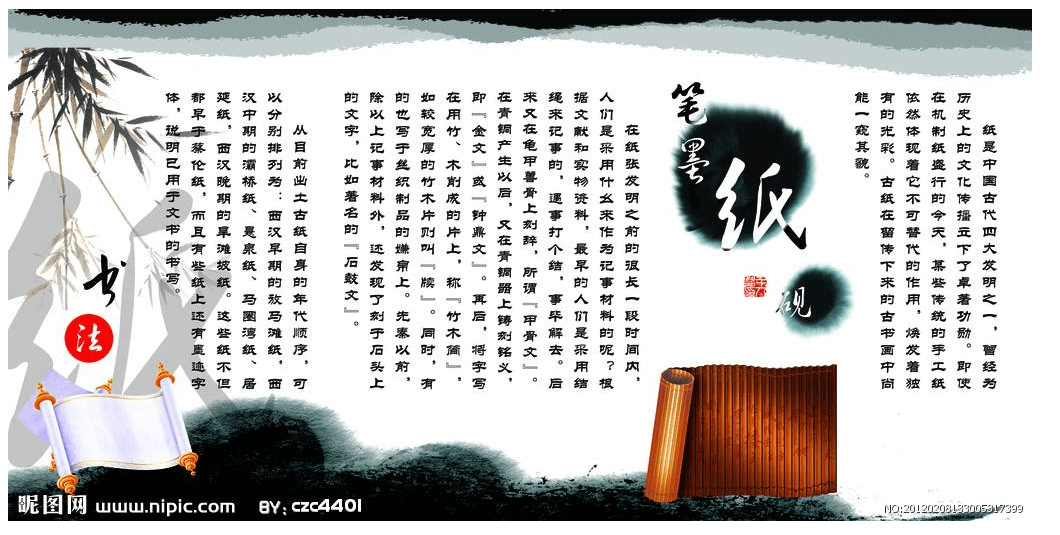 纸是中国古代四大发明之一，曾经为
历史上的文化传播立下了卓著功勋。即使
在机制纸盛行的今天，某些传统的手工纸
依然体现着它不可替代的作用，焕发着独
有的光彩。古纸在留传下来的古书画中尚
能一窥其貌。
笔墨
纸
砚
在纸张发明之前的很长一段时间内，
人们是采用什么来作为记事材料的呢？根
据文献和实物资料，最早的人们是采用结
绳来记事的，遇事打个结，事毕解去。后
来又在龟甲兽骨上刻辞，所谓『甲骨文』。
在青铜产生以后，又在青铜器上铸刻铭文，
即『金文』或『钟鼎文』。再后，将字写
在用竹、木削成的片上，称『竹木简』，
如较宽厚的竹木片则叫『牍』。同时，有
的也写于丝织制品的缣帛上。先秦以前，
除以上记事材料外，还发现了刻于石头上
的文字，比如著名的『石鼓文』。
从目前出土古纸自身的年代顺序，可
以分别排列为：西汉早期的放马滩纸，西
汉中期的灞桥纸、悬泉纸、马圈湾纸、居
延纸，西汉晚期的旱滩坡纸。这些纸不但
都早于蔡伦纸，而且有些纸上还有墨迹字
体，说明已用于文书的书写。
书
法
纸
昵图网 www.nipic.com BY：czc4401
NO:20120208133005317399